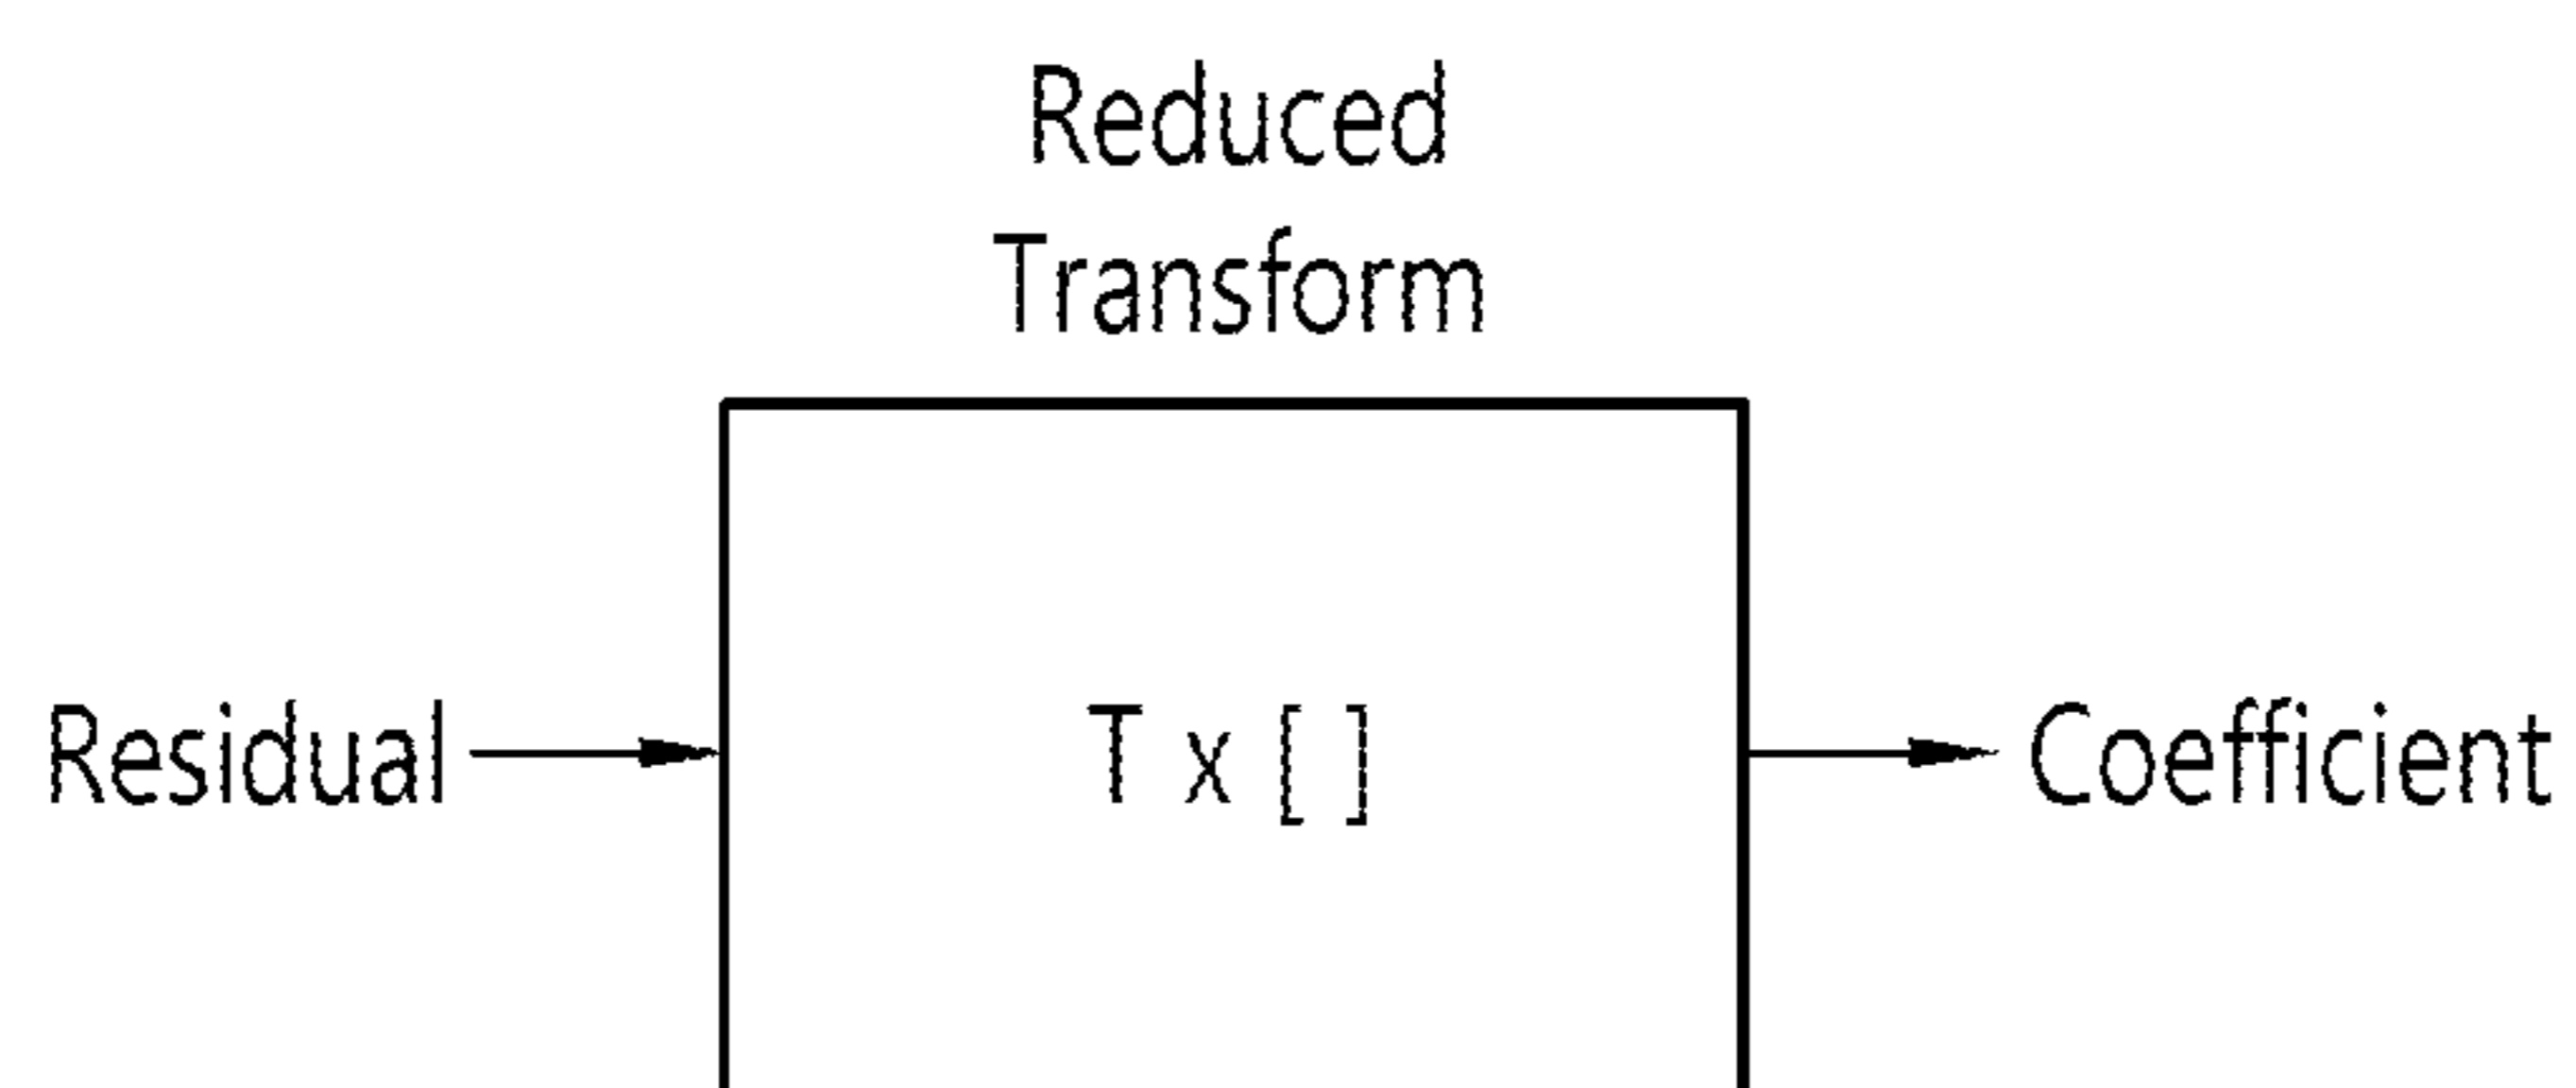 Reduced
Transform
Residual
T x [ ]
Coefficient